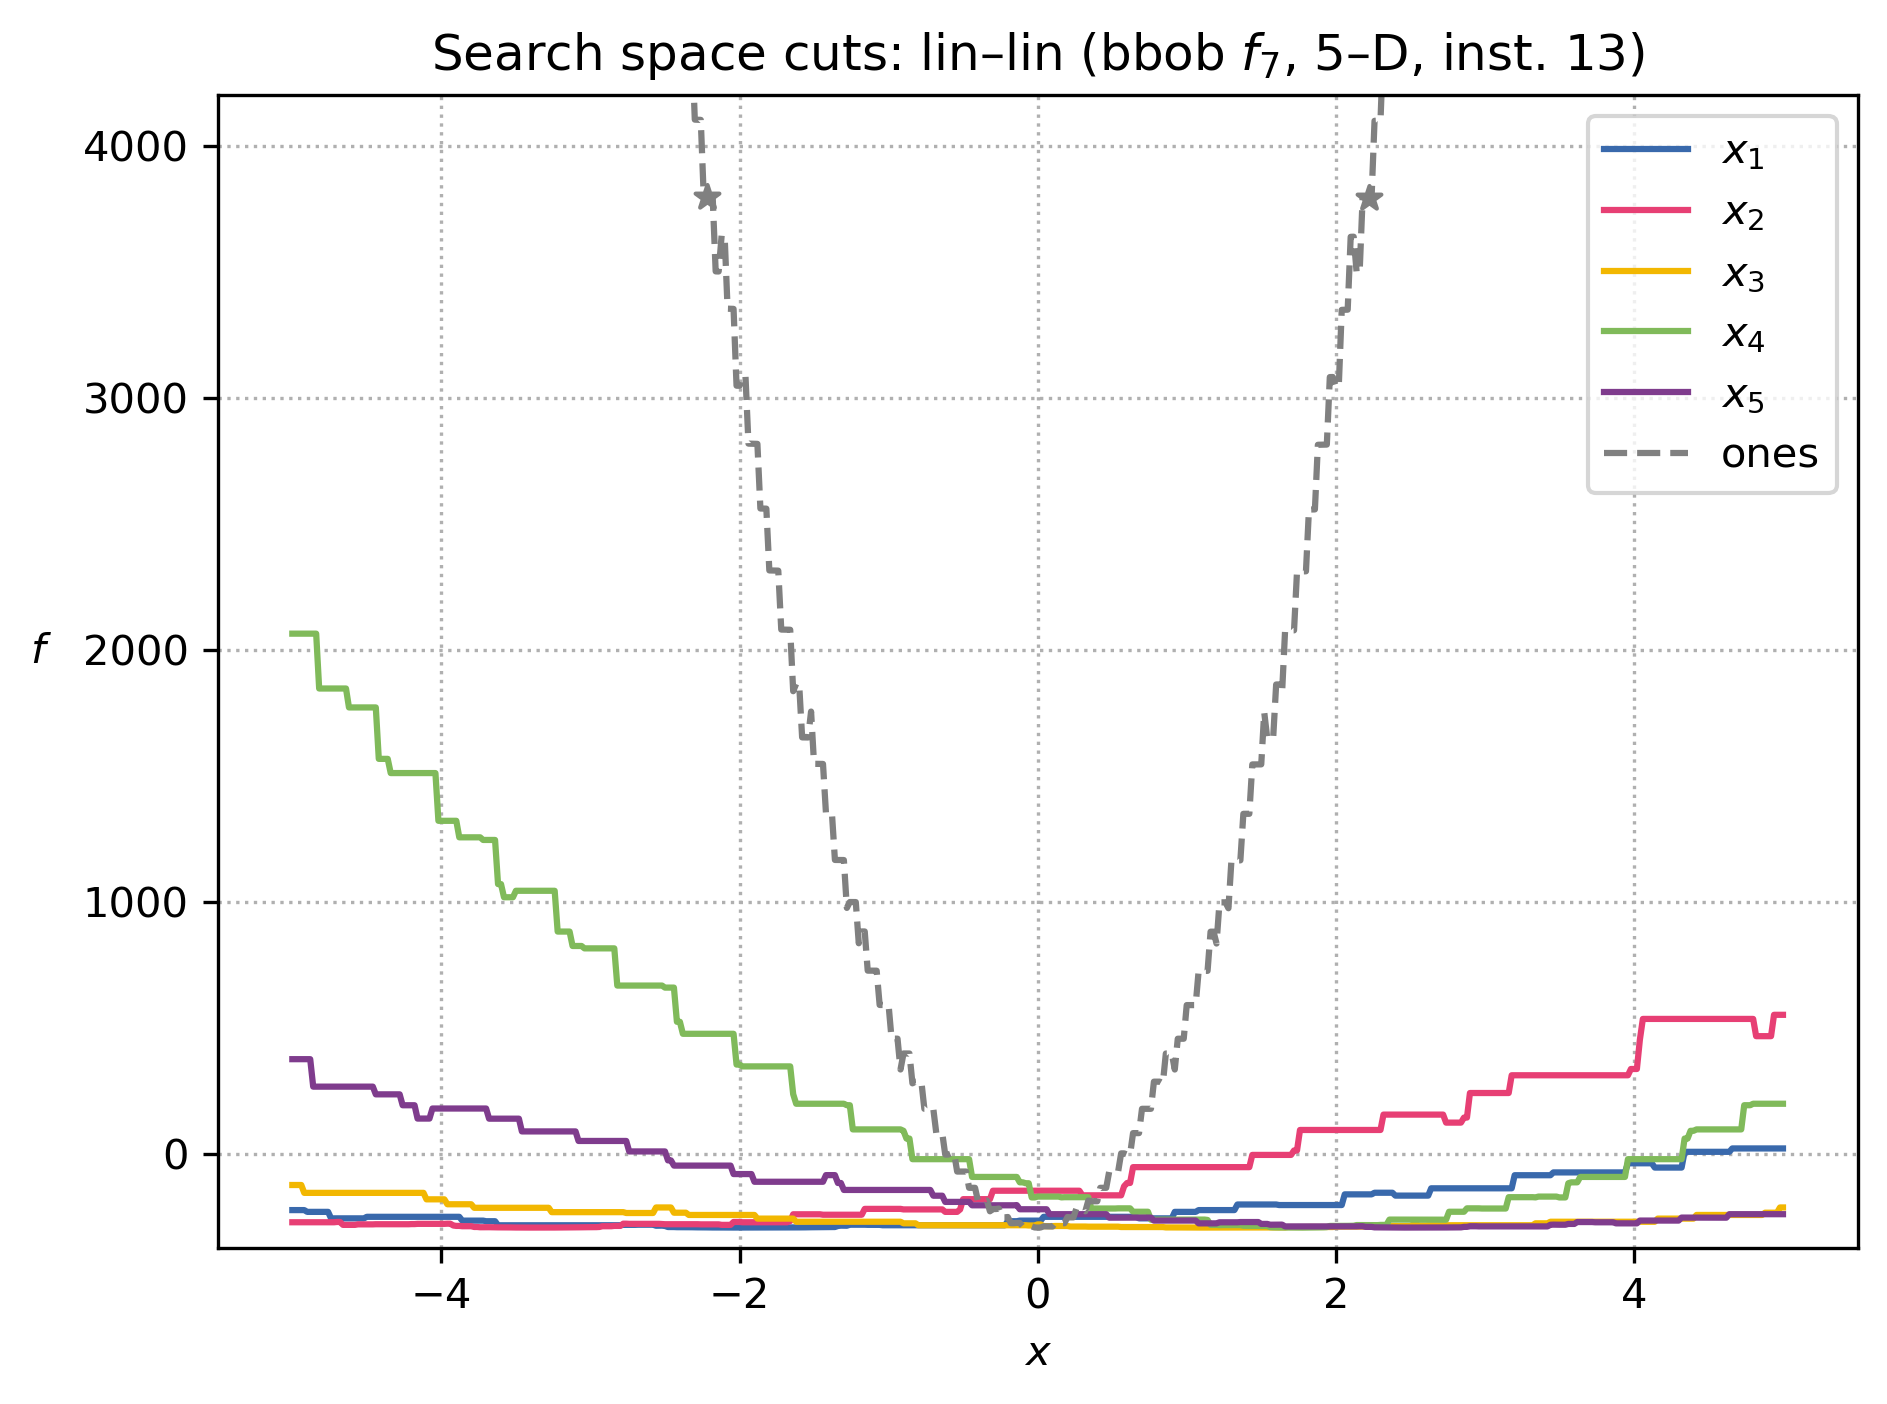 Search space cuts: lin–lin (bbob f₇, 5–D, inst. 13)
4000
3000
2000
1000
0
f
−4
−2
0
2
4
x
x₁
x₂
x₃
x₄
x₅
ones